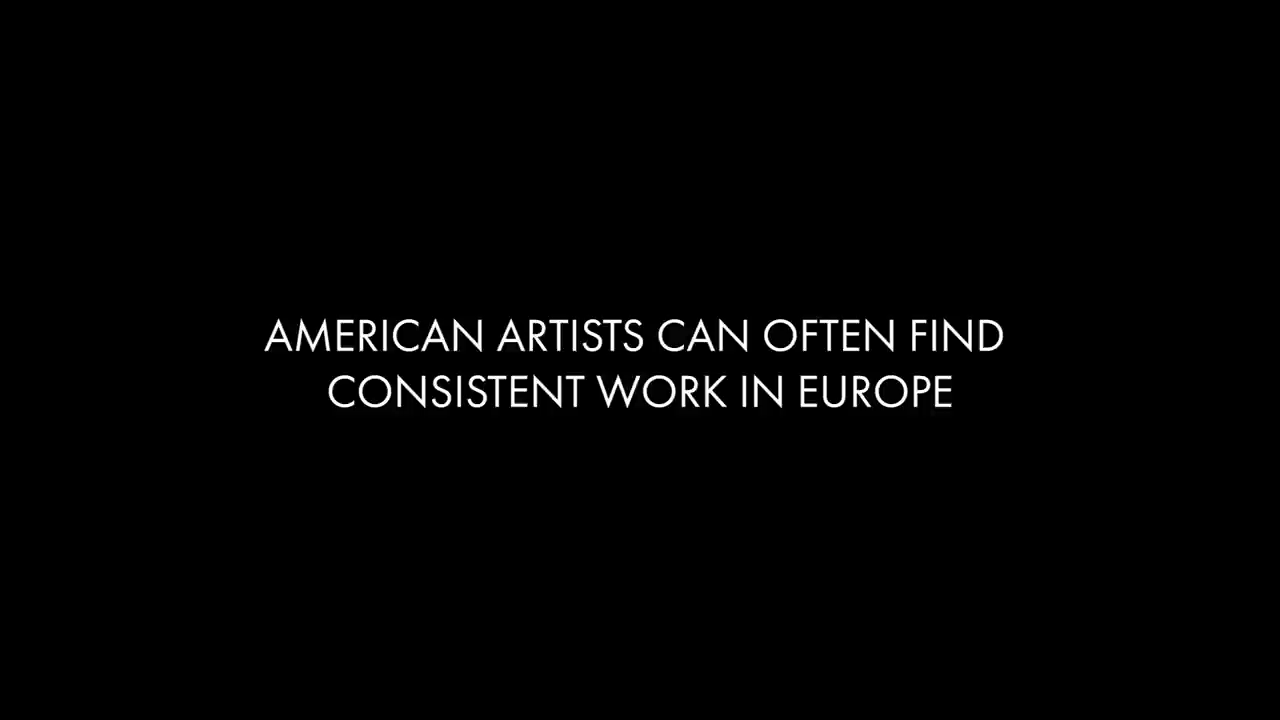 AMERICAN ARTISTS CAN OFTEN FIND
CONSISTENT WORK IN EUROPE